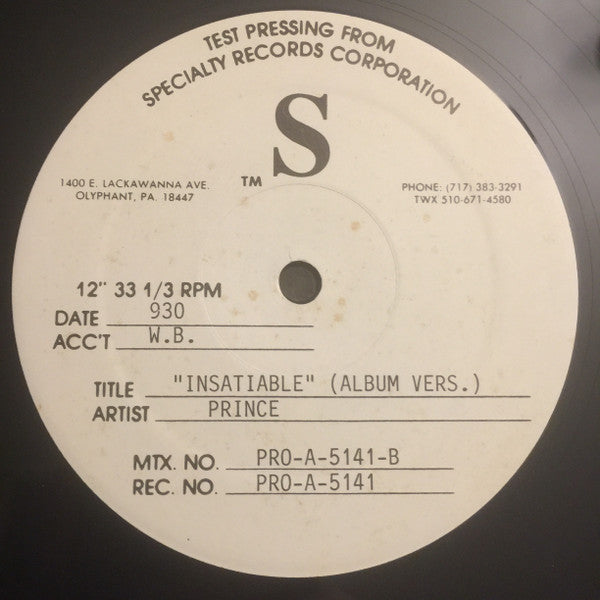 TEST PRESSING FROM
SPECIALTY RECORDS CORPORATION
S
TM
1400 E. LACKAWANNA AVE.
OLYPHANT, PA. 18447
PHONE: (717) 383-3291
TWX 510-671-4580
12" 33 1/3 RPM
DATE 930
ACC'T W.B.
TITLE "INSATIABLE" (ALBUM VERS.)
ARTIST PRINCE
MTX. NO. PRO-A-5141-B
REC. NO. PRO-A-5141